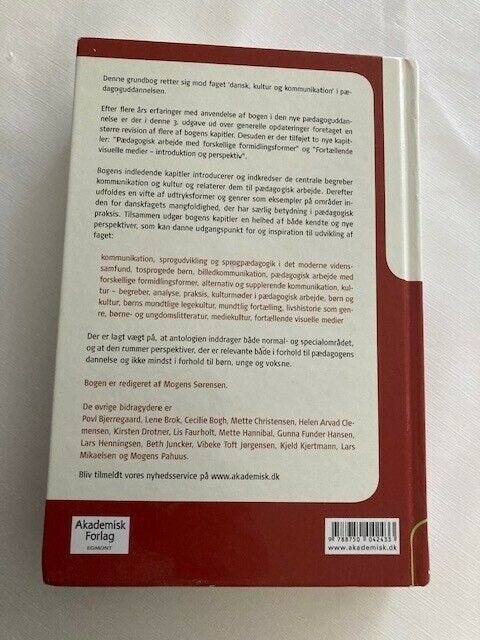 Denne grundbog retter sig mod faget 'dansk, kultur og kommunikation' i pæ-
dagoguddannelsen.
Efter flere års erfaringer med anvendelse af bogen i den nye pædagoguddan-
nelse er der i denne 3. udgave ud over generelle opdateringer foretaget en
større revision af flere af bogens kapitler. Desuden er der tilføjet to nye kapit-
ler: "Pædagogisk arbejde med forskellige formidlingsformer" og "Fortællende
visuelle medier – introduktion og perspektiv".
Bogens indledende kapitler introducerer og indkredser de centrale begreber
kommunikation og kultur og relaterer dem til pædagogisk arbejde. Derefter
udfoldes en vifte af udtryksformer og genrer som eksempler på områder inden
for danskfagets mangfoldighed, der har særlig betydning i pædagogisk
praksis. Tilsammen udgør bogens kapitler en helhed af både kendte og nye
perspektiver, som kan danne udgangspunkt for og inspiration til udvikling af
faget:
kommunikation, sprogudvikling og sprogpædagogik i det moderne videns-
samfund, tosprogede børn, billedkommunikation, pædagogisk arbejde med
forskellige formidlingsformer, alternativ og supplerende kommunikation, kul-
tur – begreber, analyse, praksis, kulturmøder i pædagogisk arbejde, børn og
kultur, børns mundtlige legekultur, mundtlig fortælling, livshistorie som gen-
re, børne- og ungdomslitteratur, mediekultur, fortællende visuelle medier
Der er lagt vægt på, at antologien inddrager både normal- og specialområdet,
og at den rummer perspektiver, der er relevante både i forhold til pædagogens
dannelse og ikke mindst i forhold til børn, unge og voksne.
Bogen er redigeret af Mogens Sørensen.
De øvrige bidragydere er
Povl Bjerregaard, Lene Brok, Cecilie Bogh, Mette Christensen, Helen Arvad Cle-
mensen, Kirsten Drotner, Lis Faurholt, Mette Hannibal, Gunna Funder Hansen,
Lars Henningsen, Beth Juncker, Vibeke Toft Jørgensen, Kjeld Kjertmann, Lars
Mikaelsen og Mogens Pahuus.
Bliv tilmeldt vores nyhedsservice på www.akademisk.dk
Akademisk
Forlag
EGMONT
9 788750 042433
www.akademisk.dk